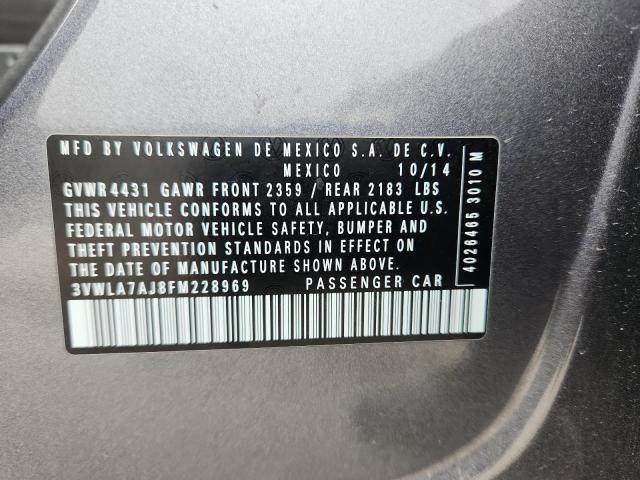 MFD BY VOLKSWAGEN DE MEXICO S.A. DE C.V.
MEXICO 10/14
GVWR4431 GAWR FRONT 2359 / REAR 2183 LBS
THIS VEHICLE CONFORMS TO ALL APPLICABLE U.S.
FEDERAL MOTOR VEHICLE SAFETY, BUMPER AND
THEFT PREVENTION STANDARDS IN EFFECT ON
THE DATE OF MANUFACTURE SHOWN ABOVE.
3VWLA7AJ8FM228969 PASSENGER CAR
4026465 3010 M